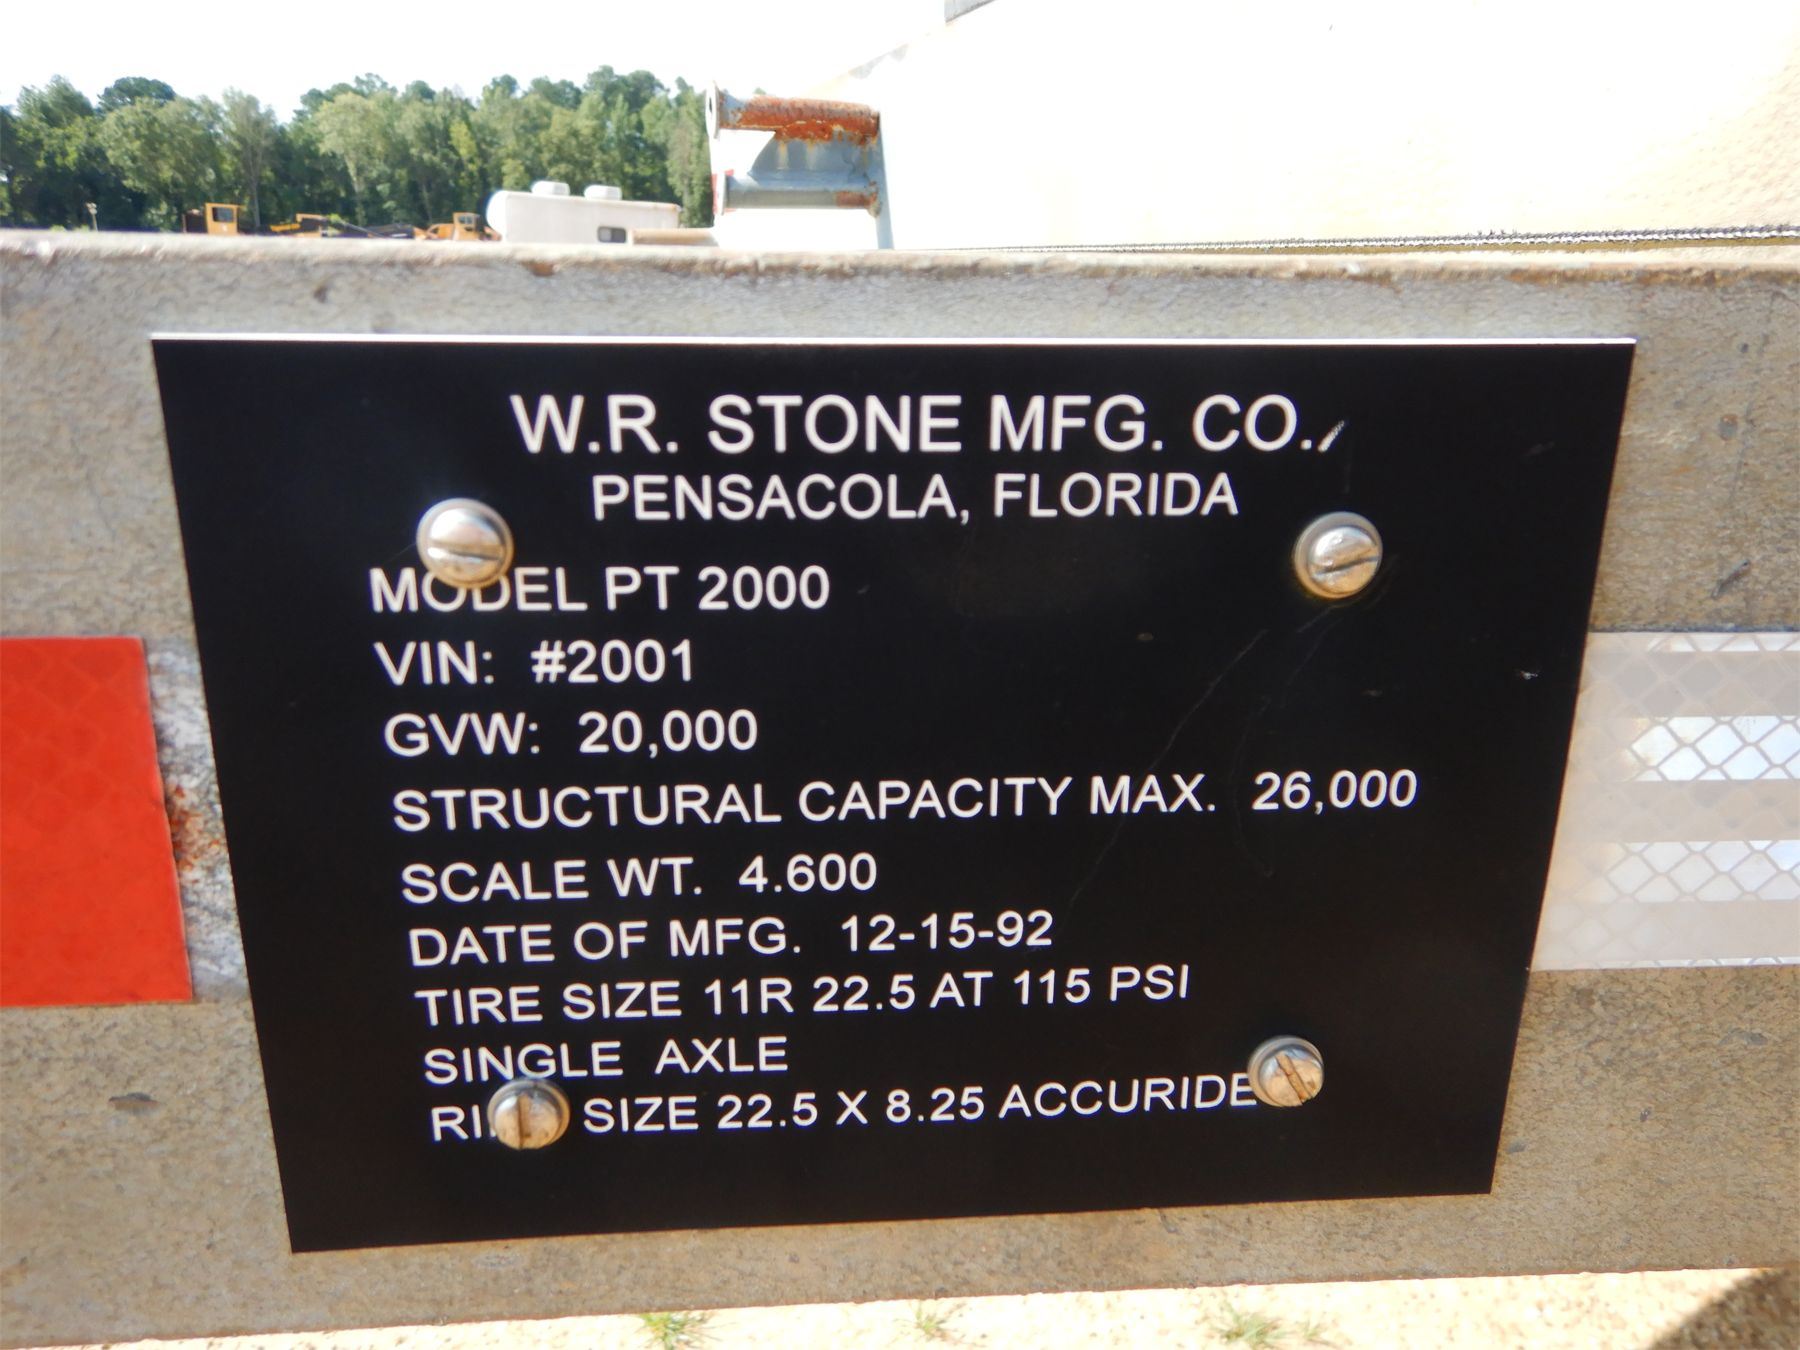 W.R. STONE MFG. CO.
PENSACOLA, FLORIDA
MODEL PT 2000
VIN: #2001
GVW: 20,000
STRUCTURAL CAPACITY MAX. 26,000
SCALE WT. 4.600
DATE OF MFG. 12-15-92
TIRE SIZE 11R 22.5 AT 115 PSI
SINGLE AXLE
SIZE 22.5 X 8.25 ACCURIDE